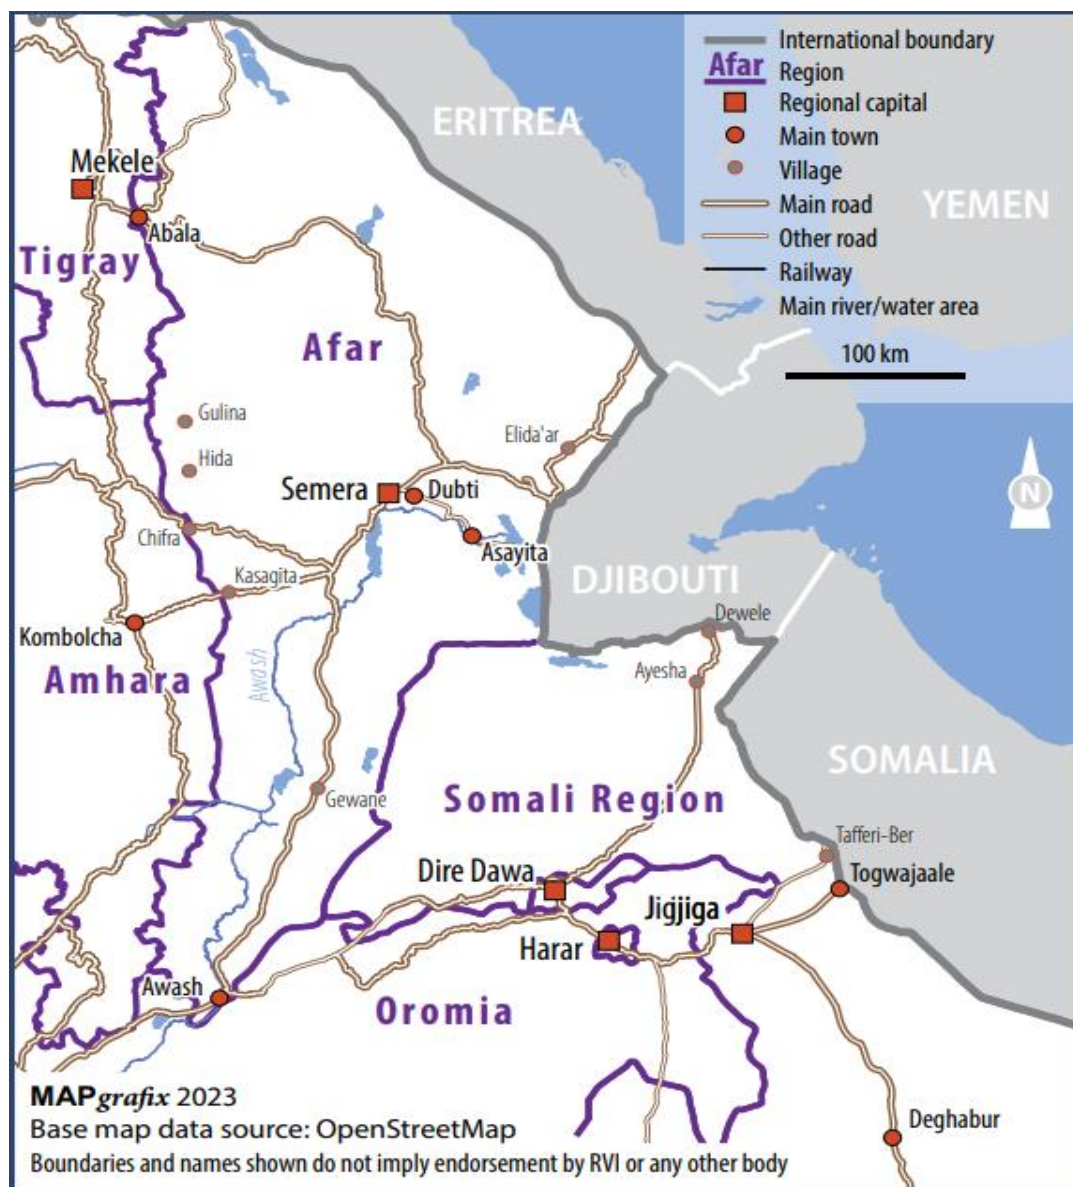 International boundary
Afar Region
Regional capital
Main town
Village
Main road
Other road
Railway
Main river/water area
100 km
ERITREA
YEMEN
Mekele
Abala
Tigray
Afar
Gulina
Hida
Elida'ar
Semera
Dubti
N
Chifra
Asayita
Kasagita
DJIBOUTI
Dewele
Kombolcha
Ayesha
Amhara
Awash
SOMALIA
Gewane
Somali Region
Tafferi-Ber
Dire Dawa
Togwajaale
Jigjiga
Harar
Awash
Oromia
Deghabur
MAPgrafix 2023
Base map data source: OpenStreetMap
Boundaries and names shown do not imply endorsement by RVI or any other body